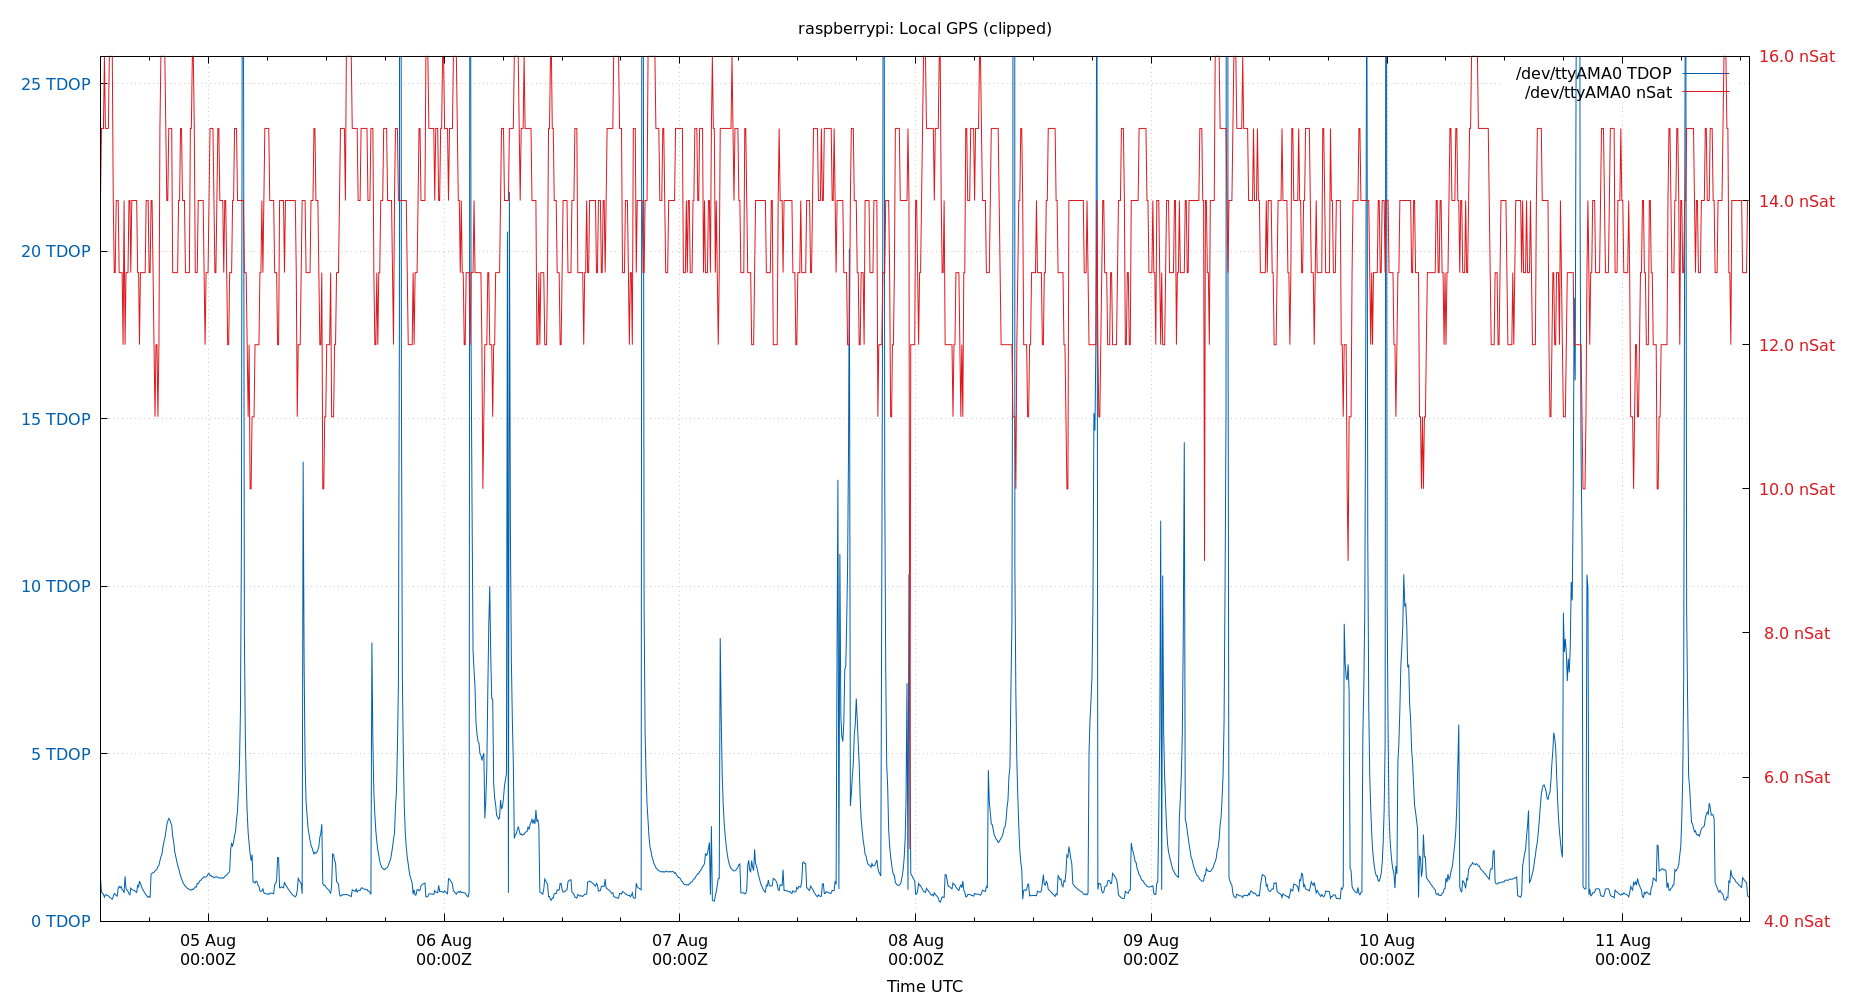 raspberrypi: Local GPS (clipped)
25 TDOP
20 TDOP
15 TDOP
10 TDOP
5 TDOP
0 TDOP
16.0 nSat
14.0 nSat
12.0 nSat
10.0 nSat
8.0 nSat
6.0 nSat
4.0 nSat
/dev/ttyAMA0 TDOP
/dev/ttyAMA0 nSat
05 Aug 06 Aug 07 Aug 08 Aug 09 Aug 10 Aug 11 Aug
00:00Z 00:00Z 00:00Z 00:00Z 00:00Z 00:00Z 00:00Z
Time UTC